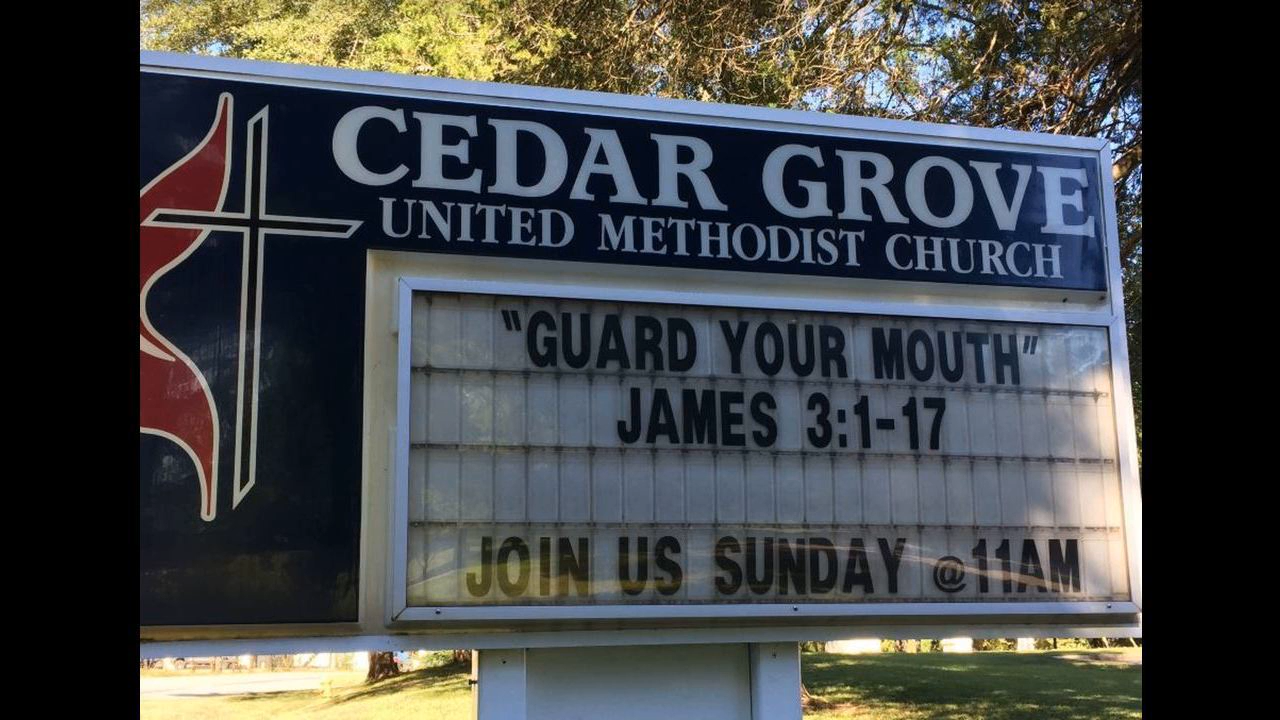 CEDAR GROVE
UNITED METHODIST CHURCH
"GUARD YOUR MOUTH"
JAMES 3:1-17
JOIN US SUNDAY @11AM